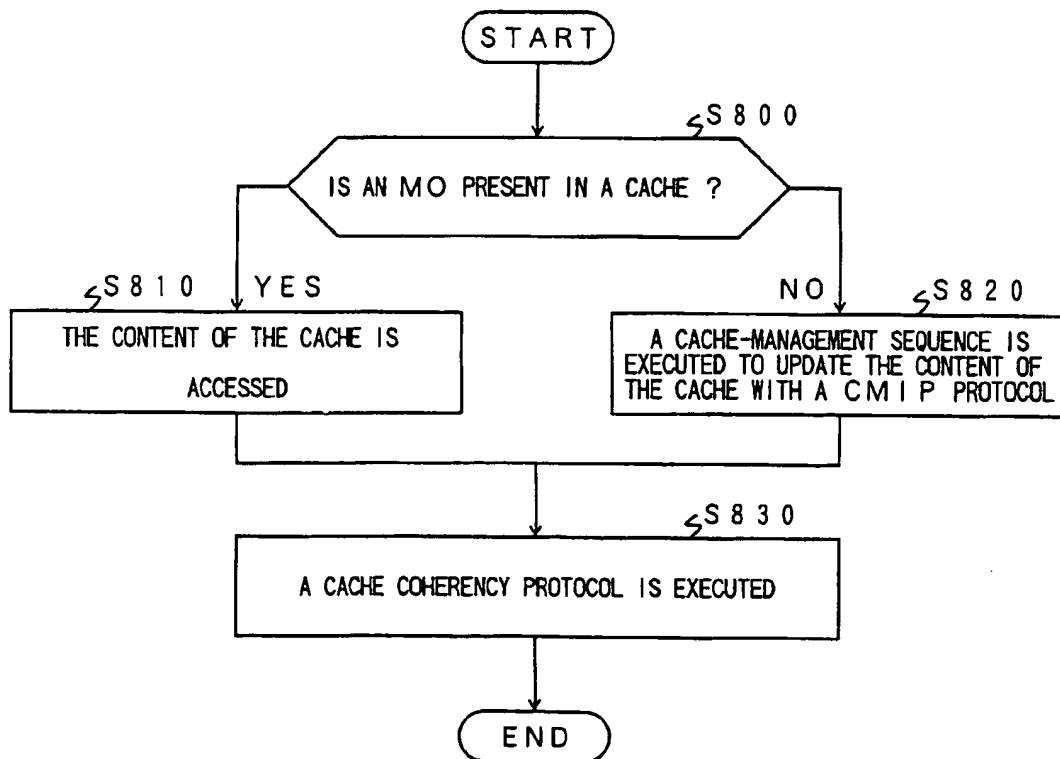 START
S800
IS AN MO PRESENT IN A CACHE ?
S810
YES
NO
S820
THE CONTENT OF THE CACHE IS
ACCESSED
A CACHE-MANAGEMENT SEQUENCE IS
EXECUTED TO UPDATE THE CONTENT OF
THE CACHE WITH A CMIP PROTOCOL
S830
A CACHE COHERENCY PROTOCOL IS EXECUTED
END